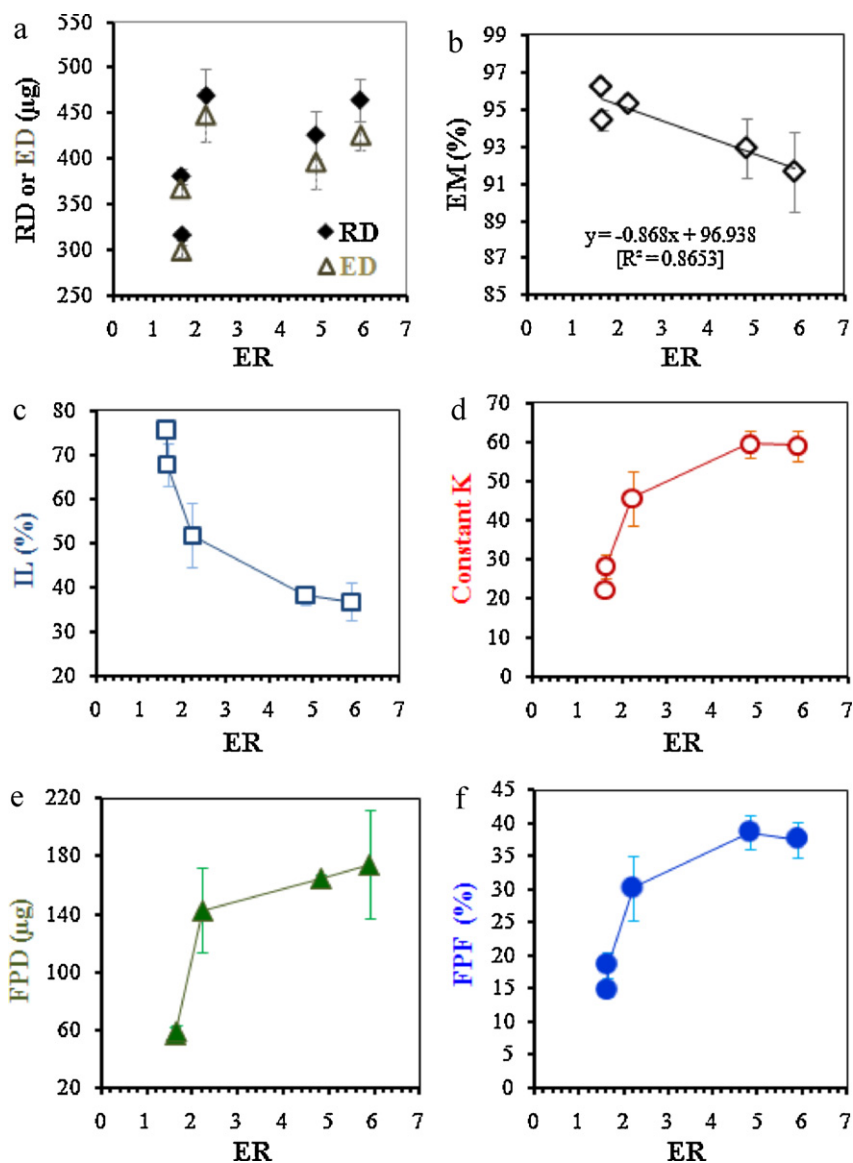 a
550
500
450
400
350
300
250
RD or ED (µg)
RD
ED
0 1 2 3 4 5 6 7
ER
b
99
97
95
93
91
89
87
85
EM (%)
y = -0.868x + 96.938
[R² = 0.8653]
0 1 2 3 4 5 6 7
ER
c
80
70
60
50
40
30
20
IL (%)
0 1 2 3 4 5 6 7
ER
d
70
60
50
40
30
20
10
0
Constant K
0 1 2 3 4 5 6 7
ER
e
220
180
140
100
60
20
FPD (µg)
0 1 2 3 4 5 6 7
ER
f
45
40
35
30
25
20
15
10
5
0
FPF (%)
0 1 2 3 4 5 6 7
ER